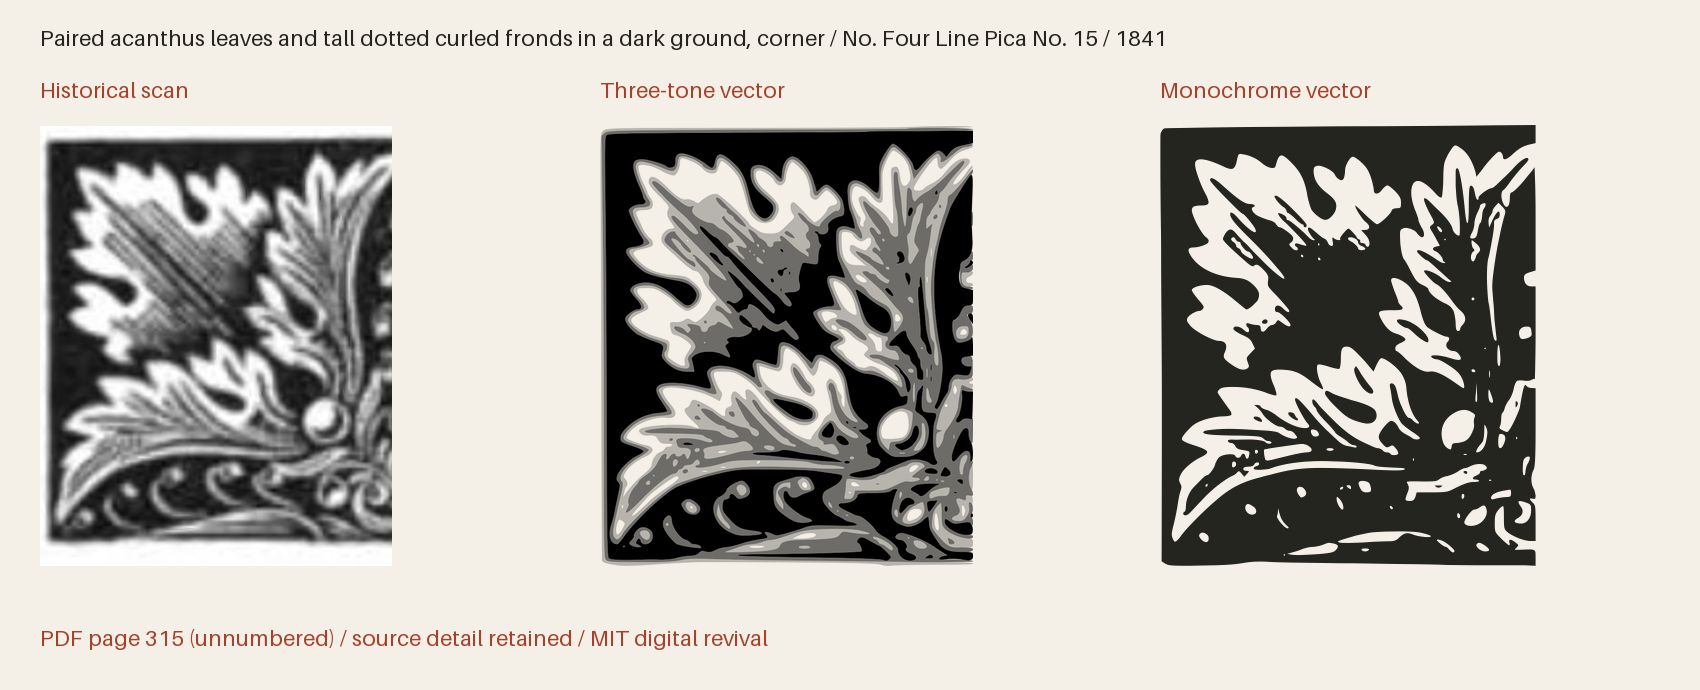 Paired acanthus leaves and tall dotted curled fronds in a dark ground, corner / No. Four Line Pica No. 15 / 1841
Historical scan
Three-tone vector
Monochrome vector
PDF page 315 (unnumbered) / source detail retained / MIT digital revival